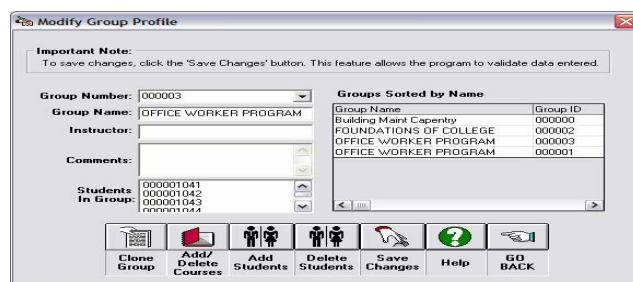 Modify Group Profile
Important Note:
To save changes, click the 'Save Changes' button. This feature allows the program to validate data entered.
Group Number: 000003
Group Name: OFFICE WORKER PROGRAM
Instructor:
Comments:
Students In Group:
000001041
000001042
000001043
000001044
Groups Sorted by Name
Group Name Group ID
Building Maint Capentry 000000
FOUNDATIONS OF COLLEGE 000002
OFFICE WORKER PROGRAM 000003
OFFICE WORKER PROGRAM 000001
Clone Group
Add/ Delete Courses
Add Students
Delete Students
Save Changes
Help
GO BACK